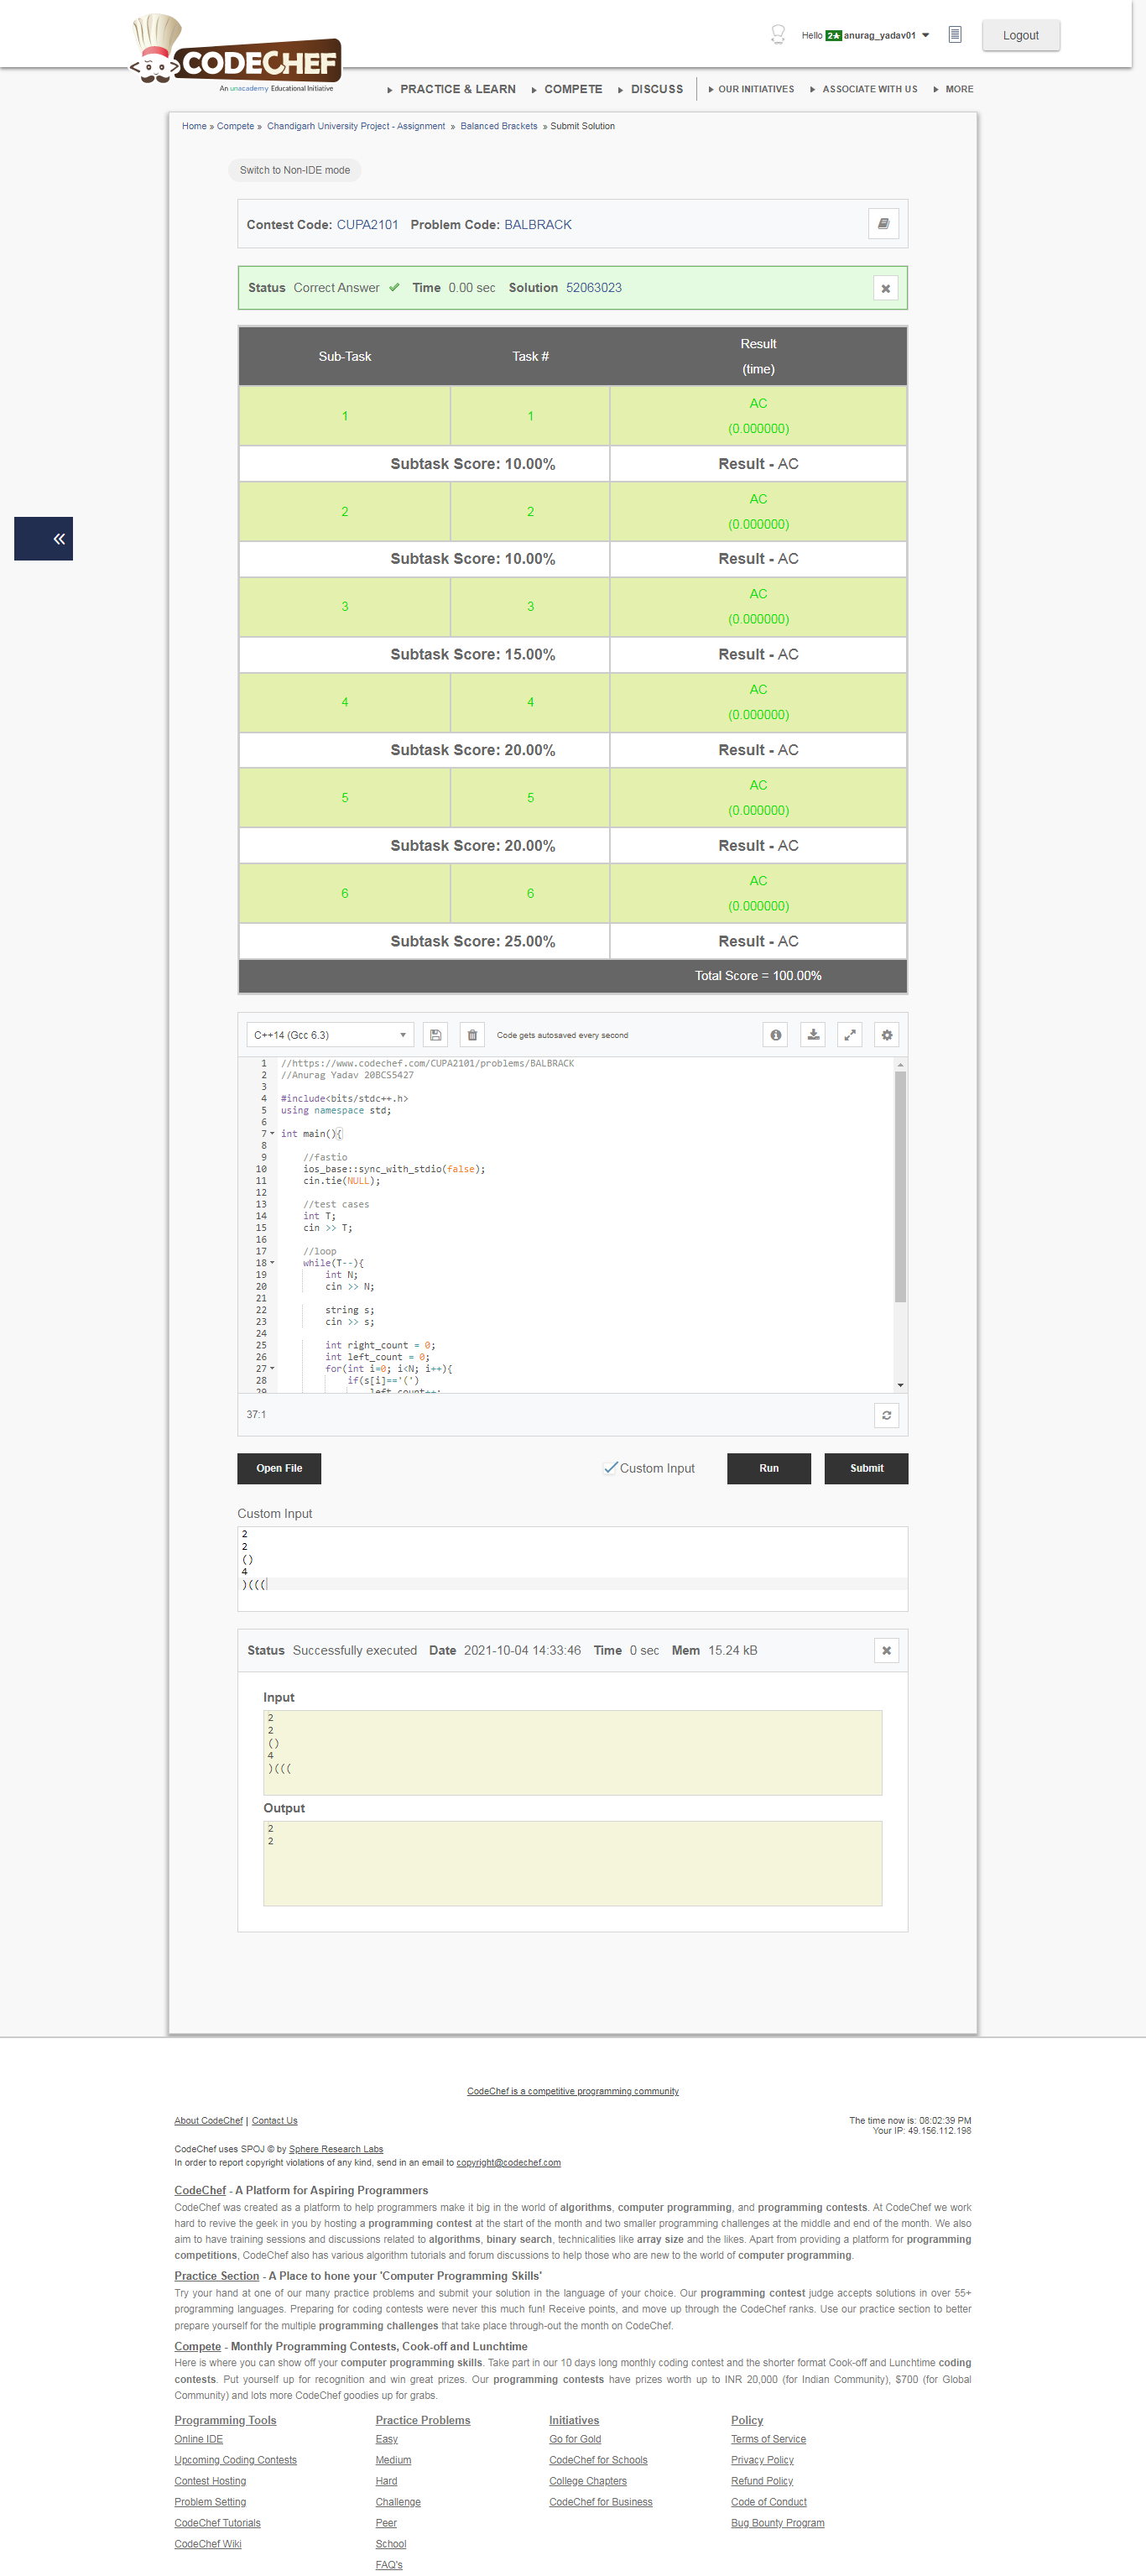 CODECHEF
An unacademy Educational Initiative
Hello 2★ anurag_yadav01
Logout
PRACTICE & LEARN COMPETE DISCUSS OUR INITIATIVES ASSOCIATE WITH US MORE
Home » Compete » Chandigarh University Project - Assignment » Balanced Brackets » Submit Solution
Switch to Non-IDE mode
Contest Code: CUPA2101 Problem Code: BALBRACK
Status Correct Answer ✔ Time 0.00 sec Solution 52063023
Sub-Task Task # Result
(time)
1 1 AC
(0.000000)
Subtask Score: 10.00% Result - AC
2 2 AC
(0.000000)
Subtask Score: 10.00% Result - AC
3 3 AC
(0.000000)
Subtask Score: 15.00% Result - AC
4 4 AC
(0.000000)
Subtask Score: 20.00% Result - AC
5 5 AC
(0.000000)
Subtask Score: 20.00% Result - AC
6 6 AC
(0.000000)
Subtask Score: 25.00% Result - AC
Total Score = 100.00%
C++14 (Gcc 6.3) Code gets autosaved every second
1 //https://www.codechef.com/CUPA2101/problems/BALBRACK
2 //Anurag Yadav 20BCS5427
3
4 #include<bits/stdc++.h>
5 using namespace std;
6
7 int main(){
8
9 //fastio
10 ios_base::sync_with_stdio(false);
11 cin.tie(NULL);
12
13 //test cases
14 int T;
15 cin >> T;
16
17 //loop
18 while(T--){
19 int N;
20 cin >> N;
21
22 string s;
23 cin >> s;
24
25 int right_count = 0;
26 int left_count = 0;
27 for(int i=0; i<N; i++){
28 if(s[i]=='(')
29 left_count++;
37:1
Open File Custom Input Run Submit
Custom Input
2
2
()
4
)(((
Status Successfully executed Date 2021-10-04 14:33:46 Time 0 sec Mem 15.24 kB
Input
2
2
()
4
)(((
Output
2
2
CodeChef is a competitive programming community
About CodeChef | Contact Us
The time now is: 08:02:39 PM
Your IP: 49.156.112.198
CodeChef uses SPOJ © by Sphere Research Labs
In order to report copyright violations of any kind, send in an email to copyright@codechef.com
CodeChef - A Platform for Aspiring Programmers
CodeChef was created as a platform to help programmers make it big in the world of algorithms, computer programming, and programming contests. At CodeChef we work
hard to revive the geek in you by hosting a programming contest at the start of the month and two smaller programming challenges at the middle and end of the month. We also
aim to have training sessions and discussions related to algorithms, binary search, technicalities like array size and the likes. Apart from providing a platform for programming
competitions, CodeChef also has various algorithm tutorials and forum discussions to help those who are new to the world of computer programming.
Practice Section - A Place to hone your 'Computer Programming Skills'
Try your hand at one of our many practice problems and submit your solution in the language of your choice. Our programming contest judge accepts solutions in over 55+
programming languages. Preparing for coding contests were never this much fun! Receive points, and move up through the CodeChef ranks. Use our practice section to better
prepare yourself for the multiple programming challenges that take place through-out the month on CodeChef.
Compete - Monthly Programming Contests, Cook-off and Lunchtime
Here is where you can show off your computer programming skills. Take part in our 10 days long monthly coding contest and the shorter format Cook-off and Lunchtime coding
contests. Put yourself up for recognition and win great prizes. Our programming contests have prizes worth up to INR 20,000 (for Indian Community), $700 (for Global
Community) and lots more CodeChef goodies up for grabs.
Programming Tools Practice Problems Initiatives Policy
Online IDE Easy Go for Gold Terms of Service
Upcoming Coding Contests Medium CodeChef for Schools Privacy Policy
Contest Hosting Hard College Chapters Refund Policy
Problem Setting Challenge CodeChef for Business Code of Conduct
CodeChef Tutorials Peer Bug Bounty Program
CodeChef Wiki School
FAQ's